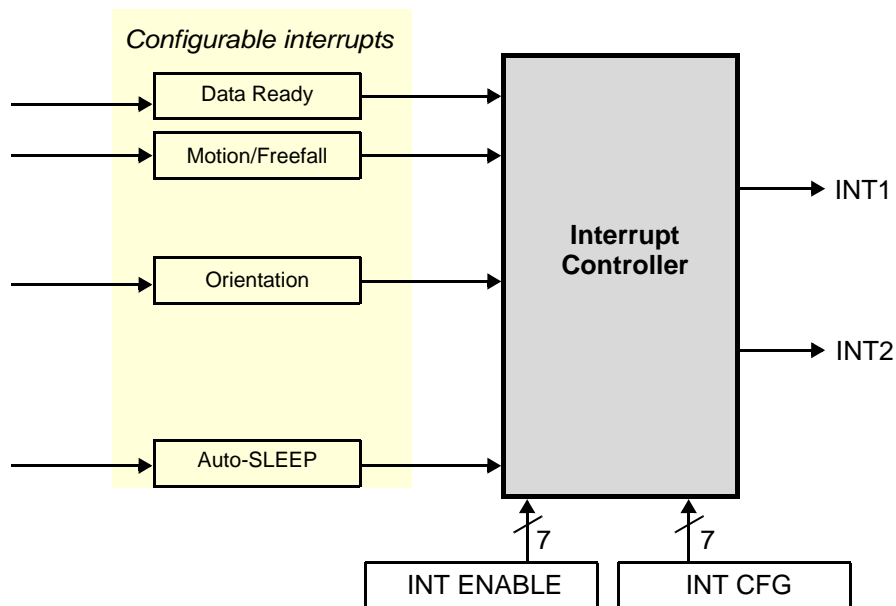 Configurable interrupts
Data Ready
Motion/Freefall
Orientation
Auto-SLEEP
Interrupt
Controller
INT1
INT2
7
7
INT ENABLE
INT CFG